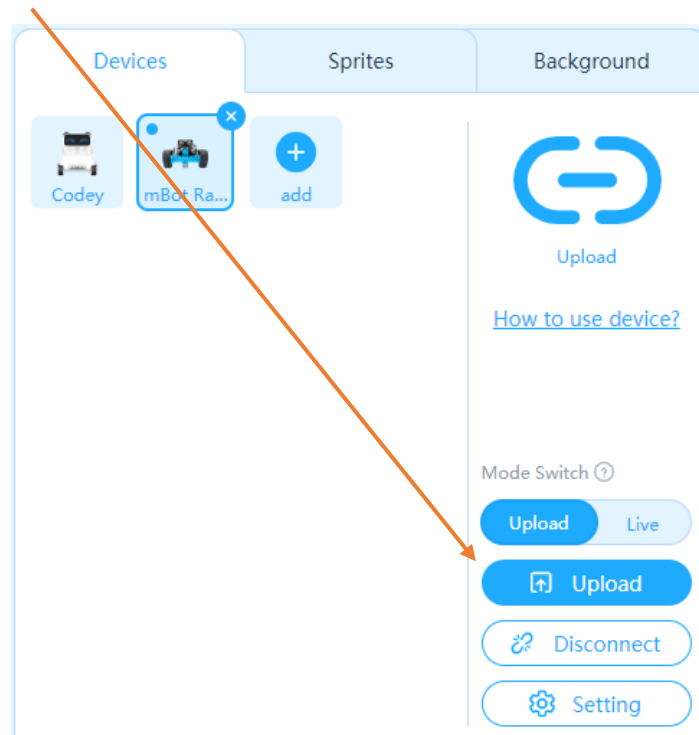 Devices
Sprites
Background
Codey
mBot Ra...
add
Upload
How to use device?
Mode Switch ?
Upload
Live
Upload
Disconnect
Setting